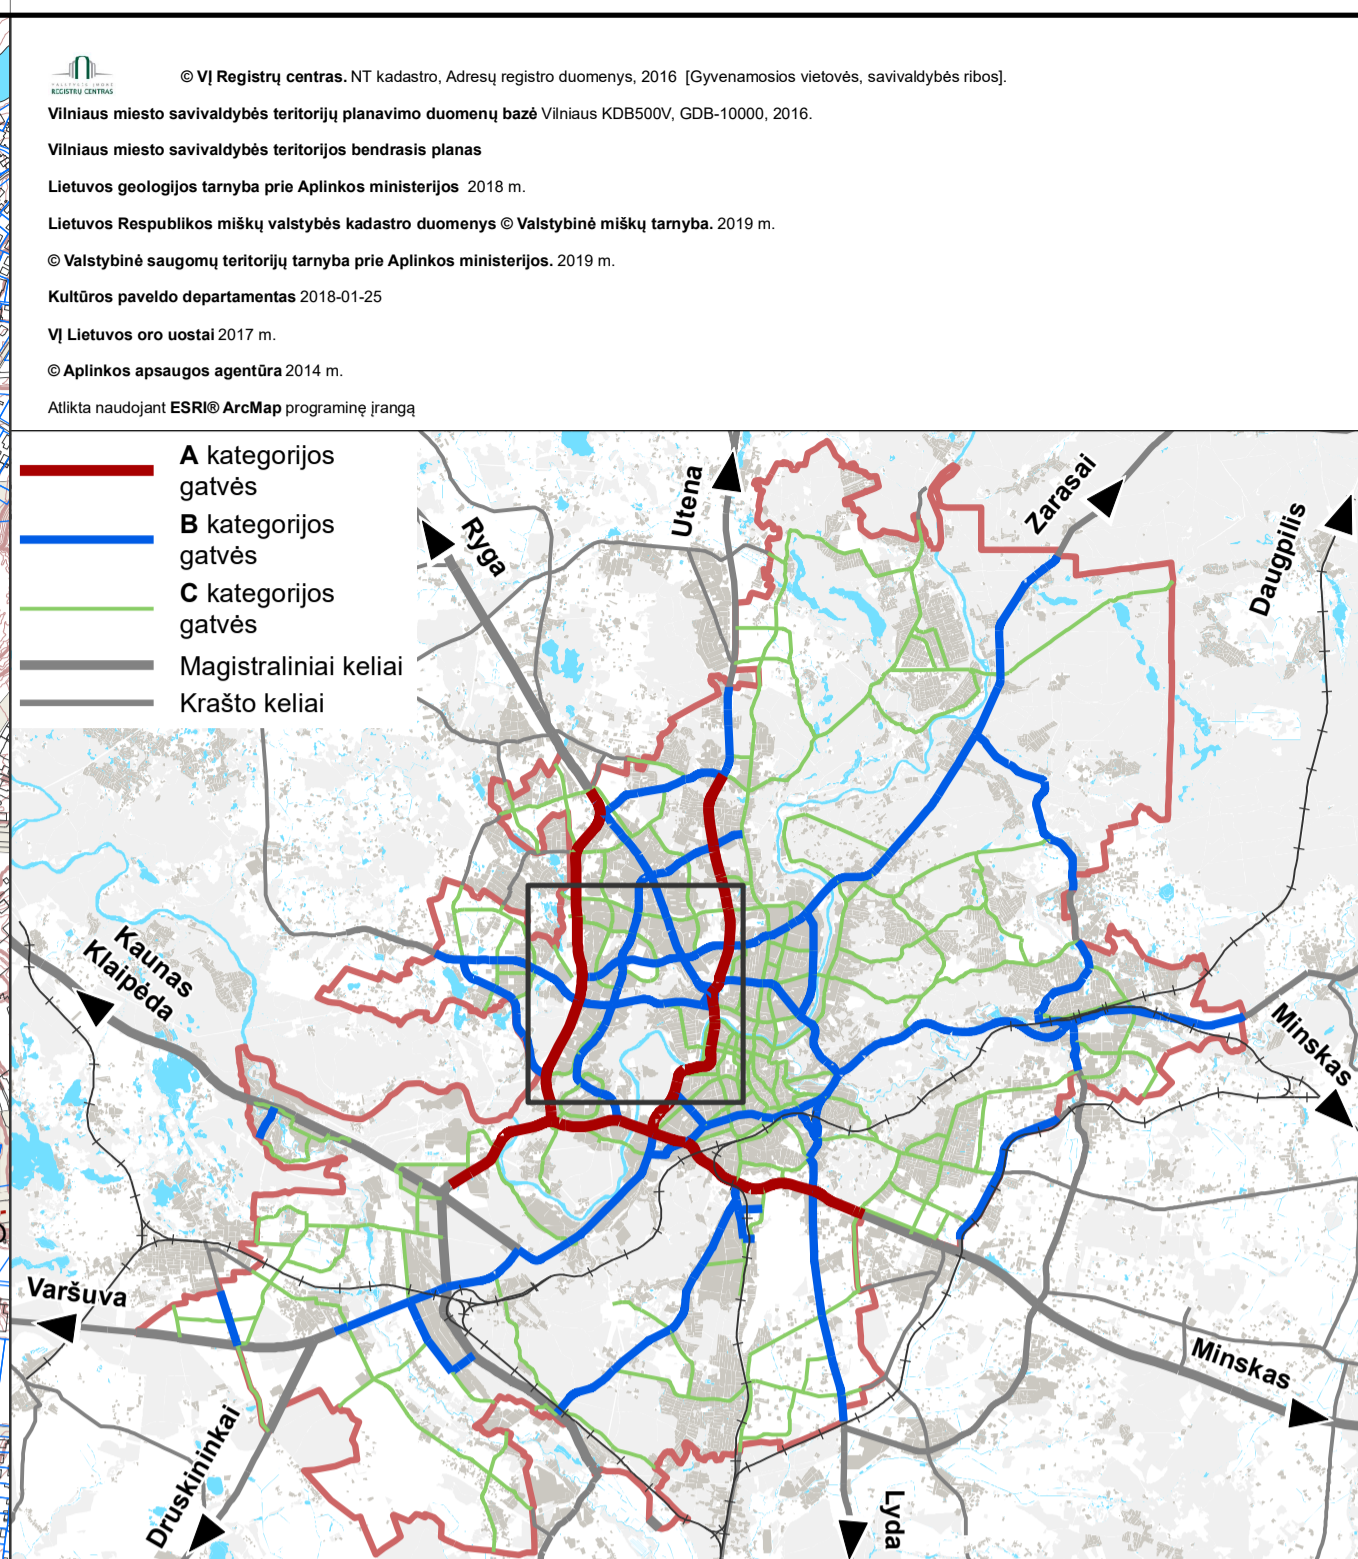 VALSTYBĖS ĮMONĖ
REGISTRŲ CENTRAS
© VĮ Registrų centras. NT kadastro, Adresų registro duomenys, 2016 [Gyvenamosios vietovės, savivaldybės ribos].
Vilniaus miesto savivaldybės teritorijų planavimo duomenų bazė Vilniaus KDB500V, GDB-10000, 2016.
Vilniaus miesto savivaldybės teritorijos bendrasis planas
Lietuvos geologijos tarnyba prie Aplinkos ministerijos 2018 m.
Lietuvos Respublikos miškų valstybės kadastro duomenys © Valstybinė miškų tarnyba. 2019 m.
© Valstybinė saugomų teritorijų tarnyba prie Aplinkos ministerijos. 2019 m.
Kultūros paveldo departamentas 2018-01-25
VĮ Lietuvos oro uostai 2017 m.
© Aplinkos apsaugos agentūra 2014 m.
Atlikta naudojant ESRI® ArcMap programinę įrangą
A kategorijos
gatvės
B kategorijos
gatvės
C kategorijos
gatvės
Magistraliniai keliai
Krašto keliai
Ryga
Utena
Zarasai
Daugpilis
Kaunas
Klaipėda
Minskas
Varšuva
Minskas
Druskininkai
Lyda